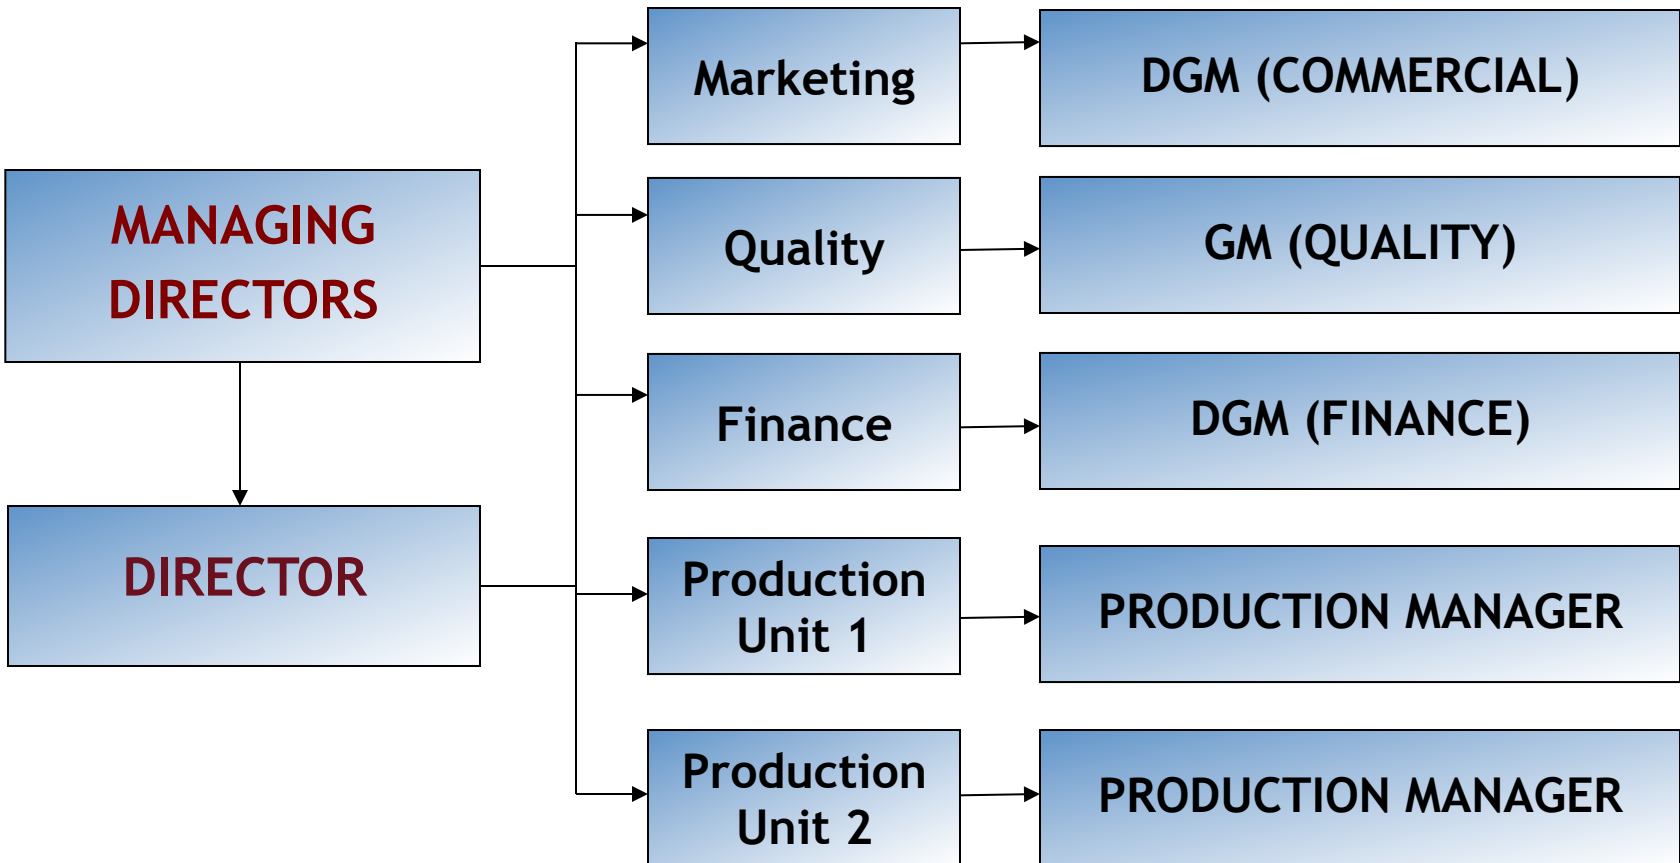 MANAGING
DIRECTORS
DIRECTOR
Marketing
DGM (COMMERCIAL)
Quality
GM (QUALITY)
Finance
DGM (FINANCE)
Production
Unit 1
PRODUCTION MANAGER
Production
Unit 2
PRODUCTION MANAGER